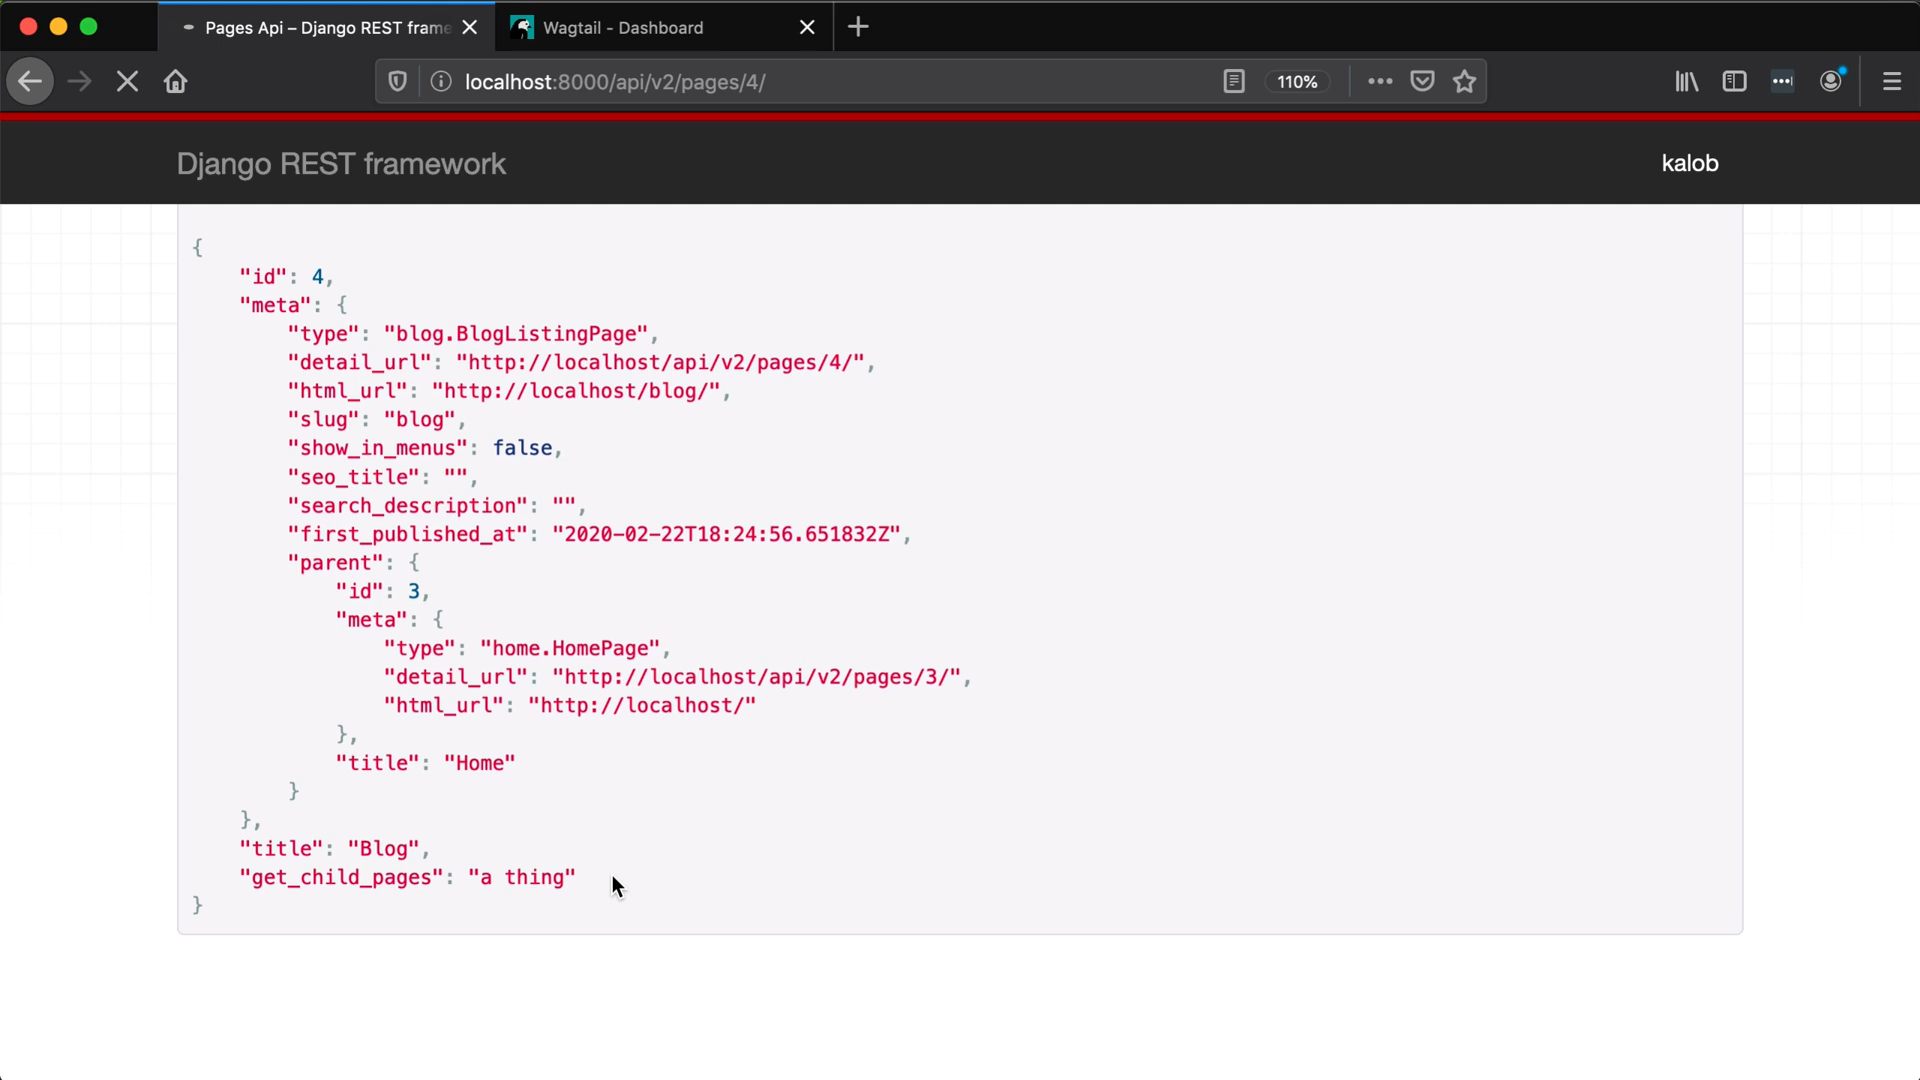 Pages Api – Django REST frame
Wagtail - Dashboard
localhost:8000/api/v2/pages/4/
110%
Django REST framework
kalob
{
"id": 4,
"meta": {
"type": "blog.BlogListingPage",
"detail_url": "http://localhost/api/v2/pages/4/",
"html_url": "http://localhost/blog/",
"slug": "blog",
"show_in_menus": false,
"seo_title": "",
"search_description": "",
"first_published_at": "2020-02-22T18:24:56.651832Z",
"parent": {
"id": 3,
"meta": {
"type": "home.HomePage",
"detail_url": "http://localhost/api/v2/pages/3/",
"html_url": "http://localhost/"
},
"title": "Home"
}
},
"title": "Blog",
"get_child_pages": "a thing"
}